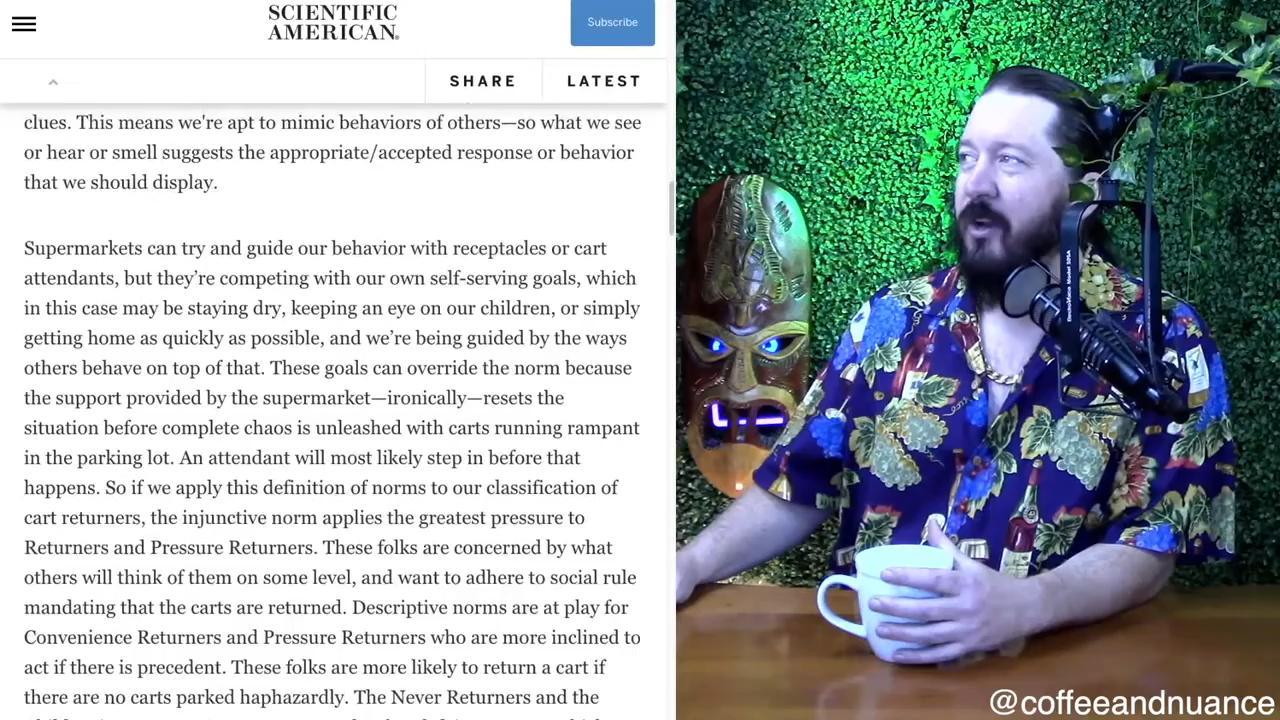 SCIENTIFIC
AMERICAN®
Subscribe
SHARE
LATEST
clues. This means we're apt to mimic behaviors of others—so what we see
or hear or smell suggests the appropriate/accepted response or behavior
that we should display.
Supermarkets can try and guide our behavior with receptacles or cart
attendants, but they're competing with our own self-serving goals, which
in this case may be staying dry, keeping an eye on our children, or simply
getting home as quickly as possible, and we're being guided by the ways
others behave on top of that. These goals can override the norm because
the support provided by the supermarket—ironically—resets the
situation before complete chaos is unleashed with carts running rampant
in the parking lot. An attendant will most likely step in before that
happens. So if we apply this definition of norms to our classification of
cart returners, the injunctive norm applies the greatest pressure to
Returners and Pressure Returners. These folks are concerned by what
others will think of them on some level, and want to adhere to social rule
mandating that the carts are returned. Descriptive norms are at play for
Convenience Returners and Pressure Returners who are more inclined to
act if there is precedent. These folks are more likely to return a cart if
there are no carts parked haphazardly. The Never Returners and the
@coffeeandnuance